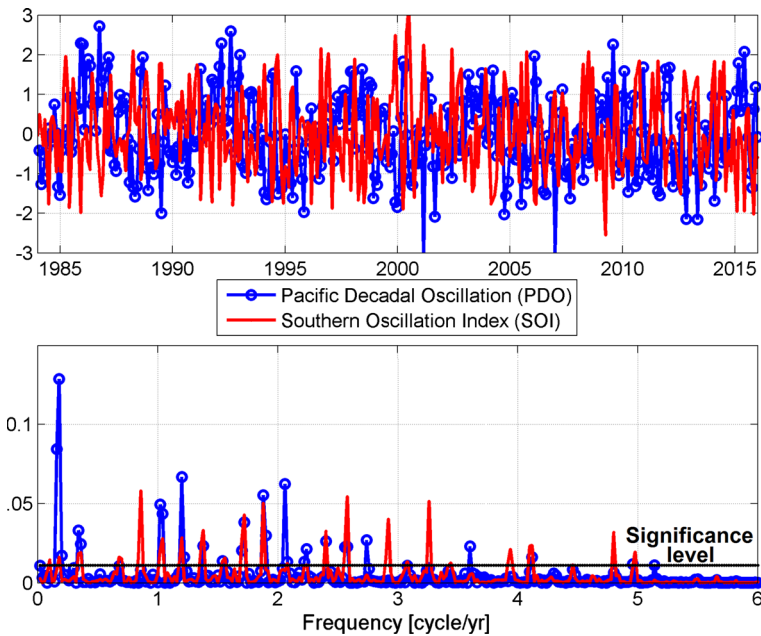 3
2
1
0
-1
-2
-3
1985 1990 1995 2000 2005 2010 2015
Pacific Decadal Oscillation (PDO)
Southern Oscillation Index (SOI)
0.1
.05
0
Significance
level
0 1 2 3 4 5 6
Frequency [cycle/yr]